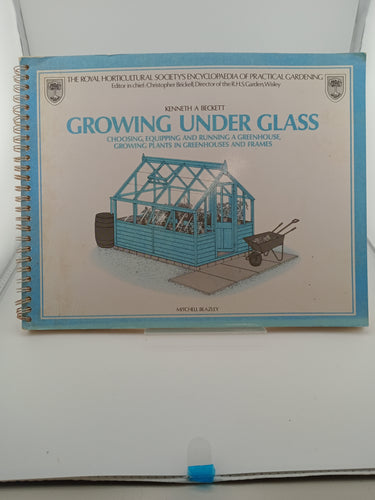 THE ROYAL HORTICULTURAL SOCIETY'S ENCYCLOPAEDIA OF PRACTICAL GARDENING
Editor-in-chief: Christopher Brickell, Director of the R.H.S. Garden, Wisley
KENNETH A BECKETT
GROWING UNDER GLASS
CHOOSING, EQUIPPING AND RUNNING A GREENHOUSE,
GROWING PLANTS IN GREENHOUSES AND FRAMES
MITCHELL BEAZLEY